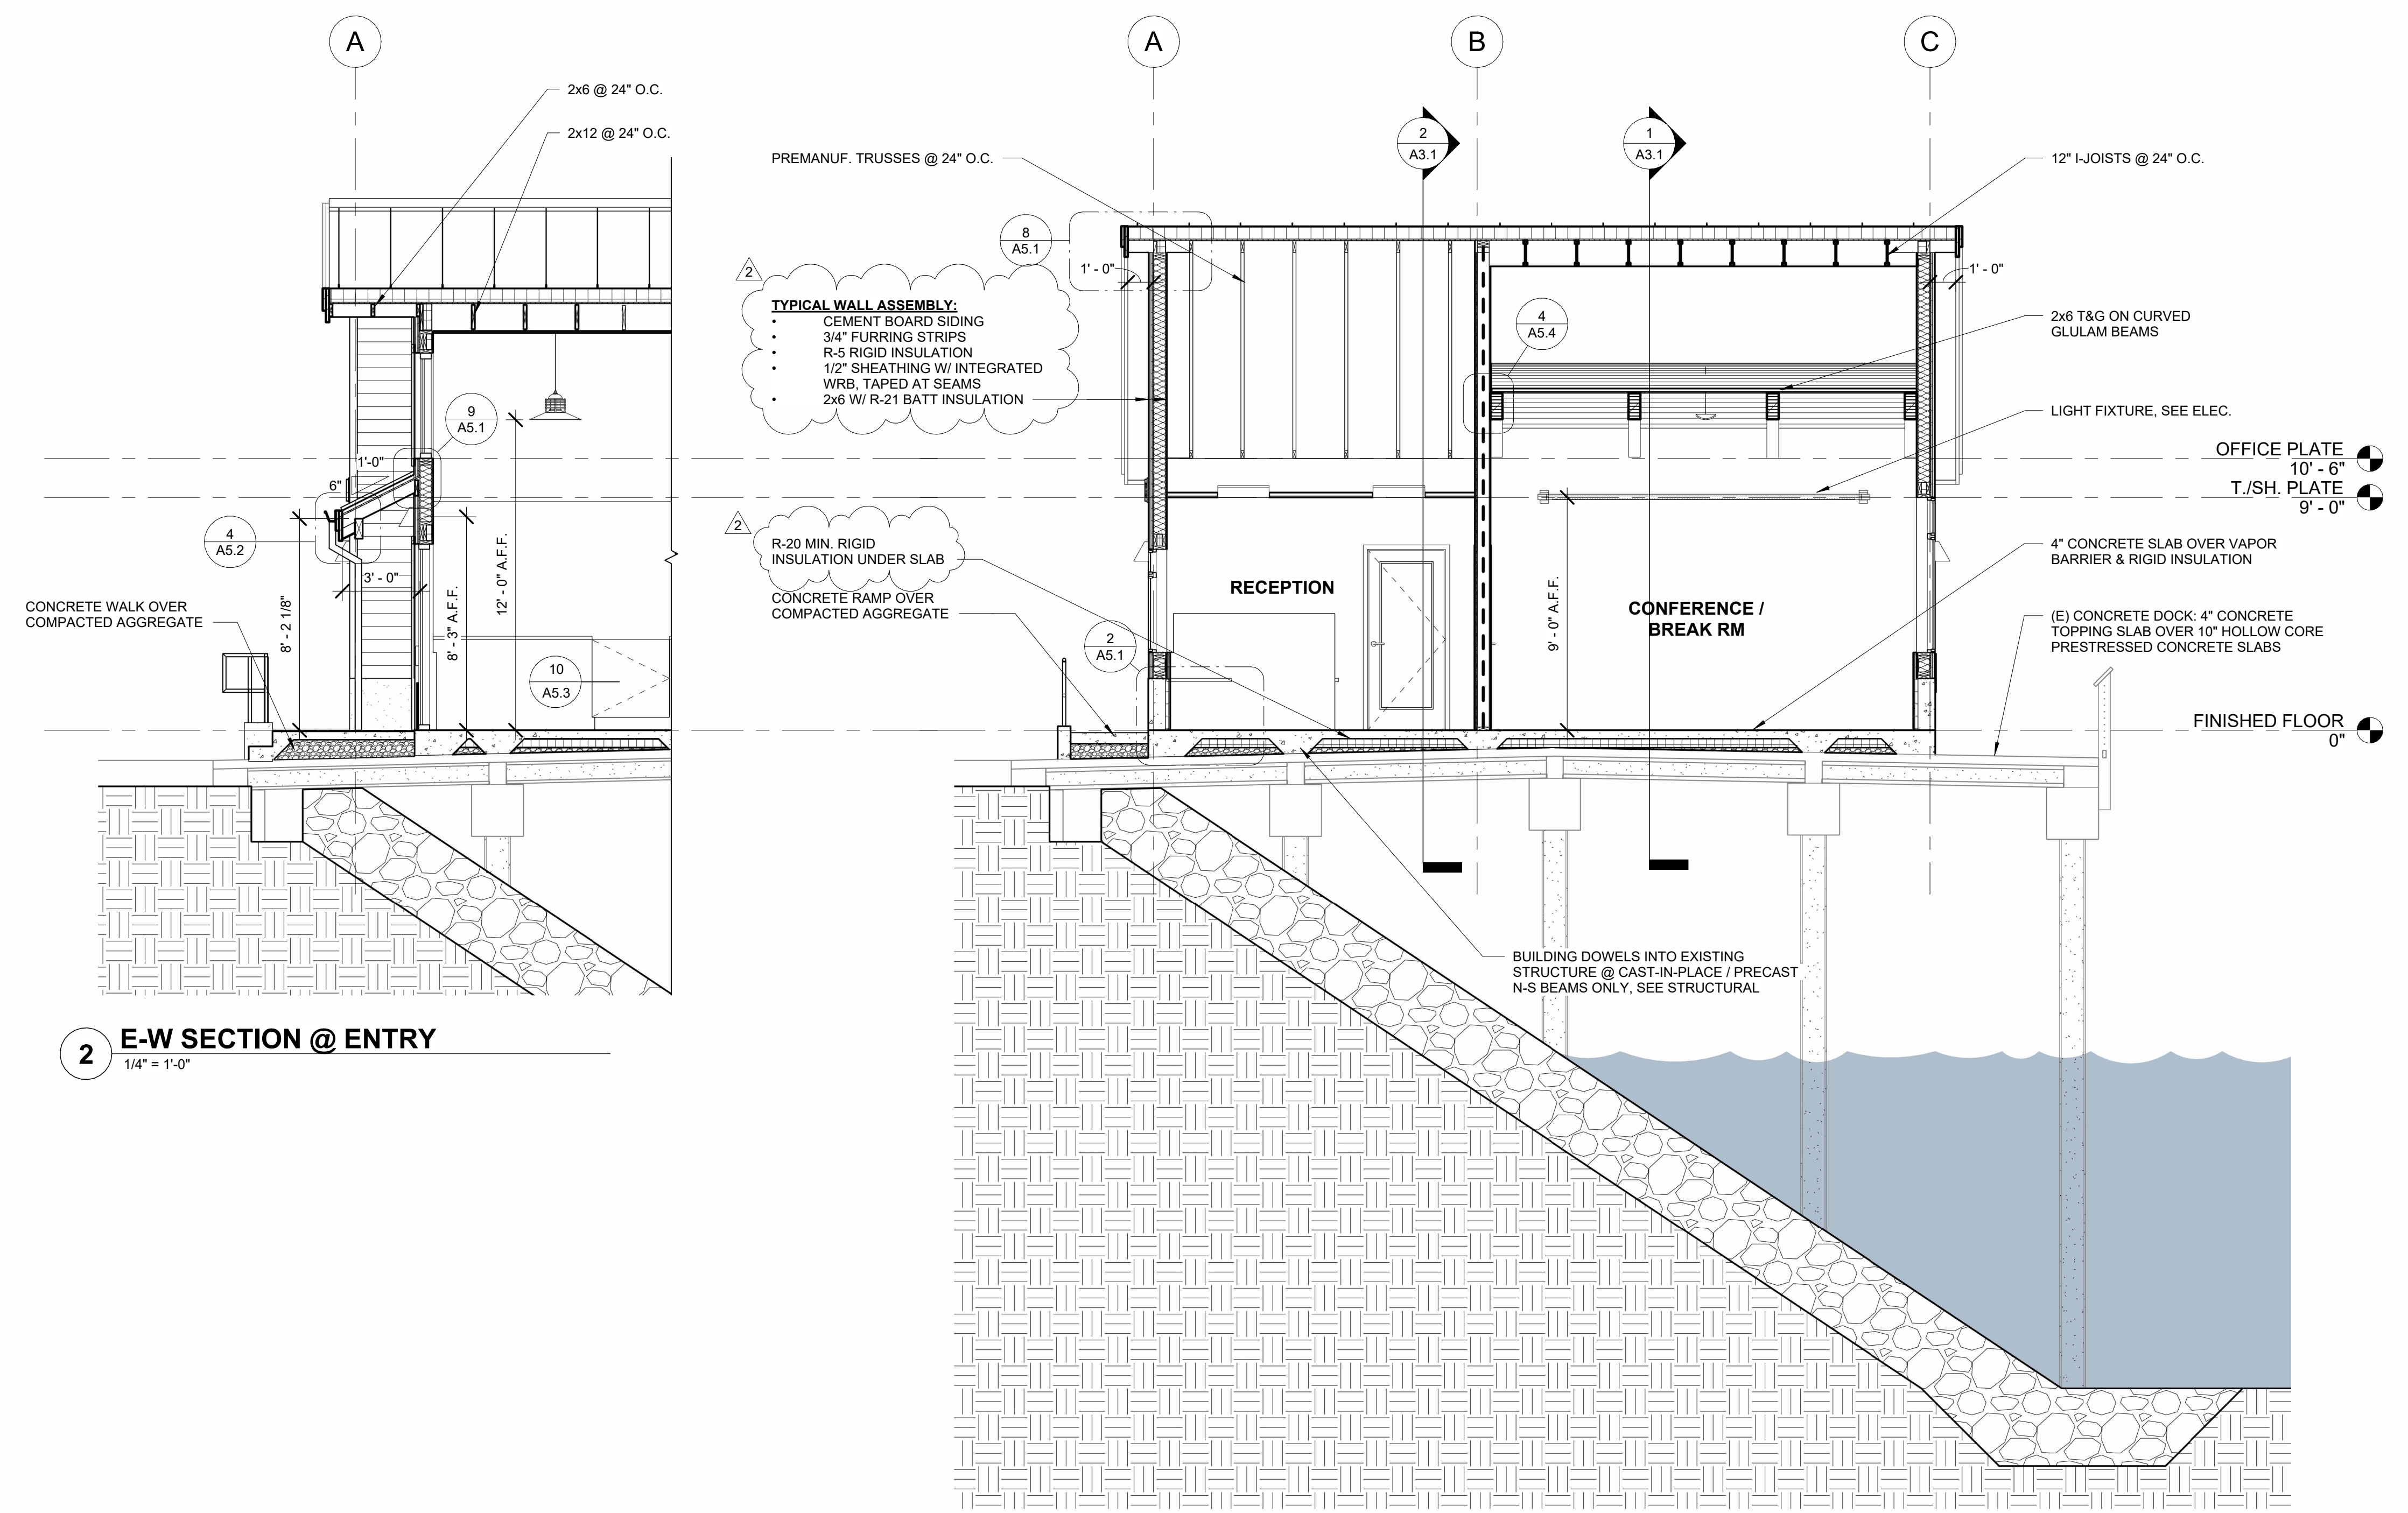 A
A
B
C
2x6 @ 24" O.C.
2x12 @ 24" O.C.
PREMANUF. TRUSSES @ 24" O.C.
2
A3.1
1
A3.1
12" I-JOISTS @ 24" O.C.
8
A5.1
1' - 0"
1' - 0"
2
TYPICAL WALL ASSEMBLY:
• CEMENT BOARD SIDING
• 3/4" FURRING STRIPS
• R-5 RIGID INSULATION
• 1/2" SHEATHING W/ INTEGRATED
WRB, TAPED AT SEAMS
• 2x6 W/ R-21 BATT INSULATION
4
A5.4
2x6 T&G ON CURVED
GLULAM BEAMS
LIGHT FIXTURE, SEE ELEC.
9
A5.1
1'-0"
6"
OFFICE PLATE
10' - 6"
T./SH. PLATE
9' - 0"
4
A5.2
3' - 0"
8' - 2 1/8"
8' - 3" A.F.F.
12' - 0" A.F.F.
2
R-20 MIN. RIGID
INSULATION UNDER SLAB
CONCRETE RAMP OVER
COMPACTED AGGREGATE
CONCRETE WALK OVER
COMPACTED AGGREGATE
RECEPTION
9' - 0" A.F.F.
CONFERENCE /
BREAK RM
4" CONCRETE SLAB OVER VAPOR
BARRIER & RIGID INSULATION
(E) CONCRETE DOCK: 4" CONCRETE
TOPPING SLAB OVER 10" HOLLOW CORE
PRESTRESSED CONCRETE SLABS
2
A5.1
10
A5.3
FINISHED FLOOR
0"
BUILDING DOWELS INTO EXISTING
STRUCTURE @ CAST-IN-PLACE / PRECAST
N-S BEAMS ONLY, SEE STRUCTURAL
2
E-W SECTION @ ENTRY
1/4" = 1'-0"